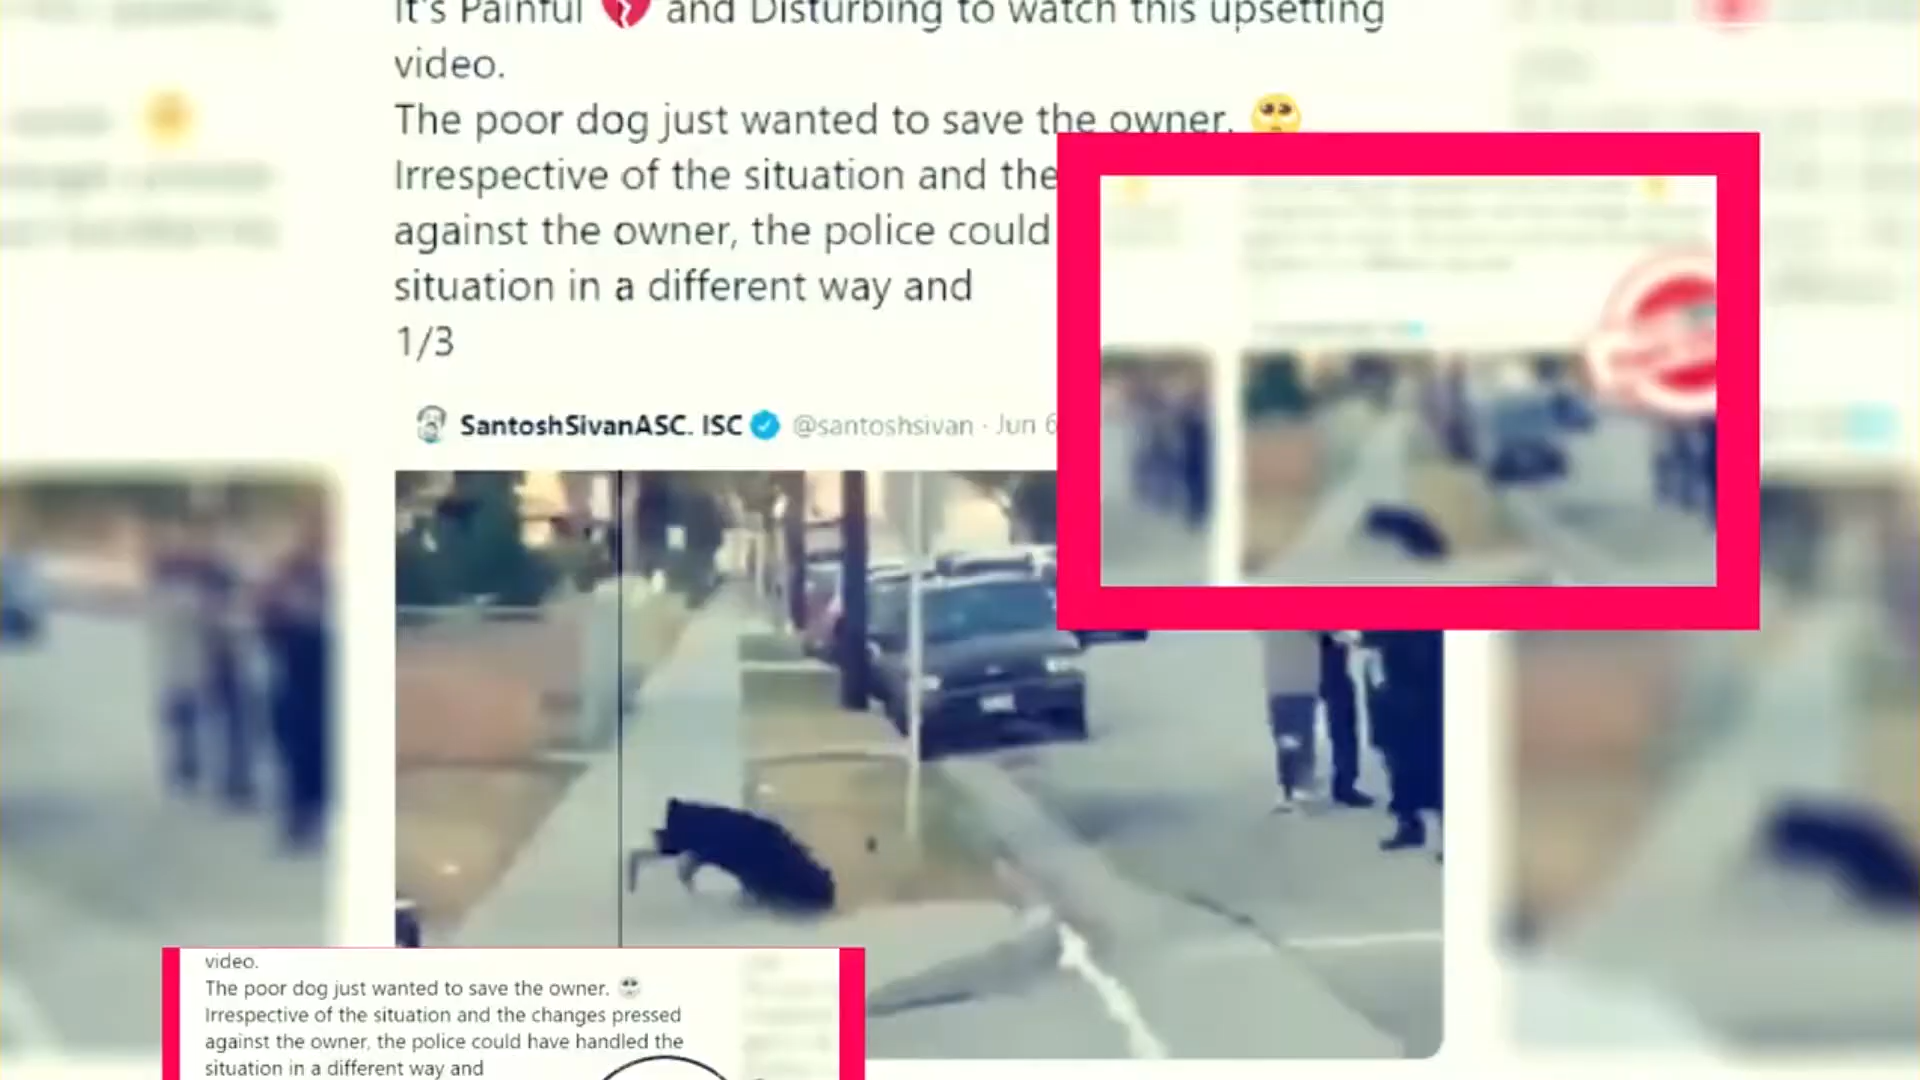 It's Painful 💔 and Disturbing to watch this upsetting
video.
The poor dog just wanted to save the owner. 🥺
Irrespective of the situation and the
against the owner, the police could
situation in a different way and
1/3
SantoshSivanASC. ISC @santoshsivan · Jun 6
video.
The poor dog just wanted to save the owner. 🥺
Irrespective of the situation and the changes pressed
against the owner, the police could have handled the
situation in a different way and